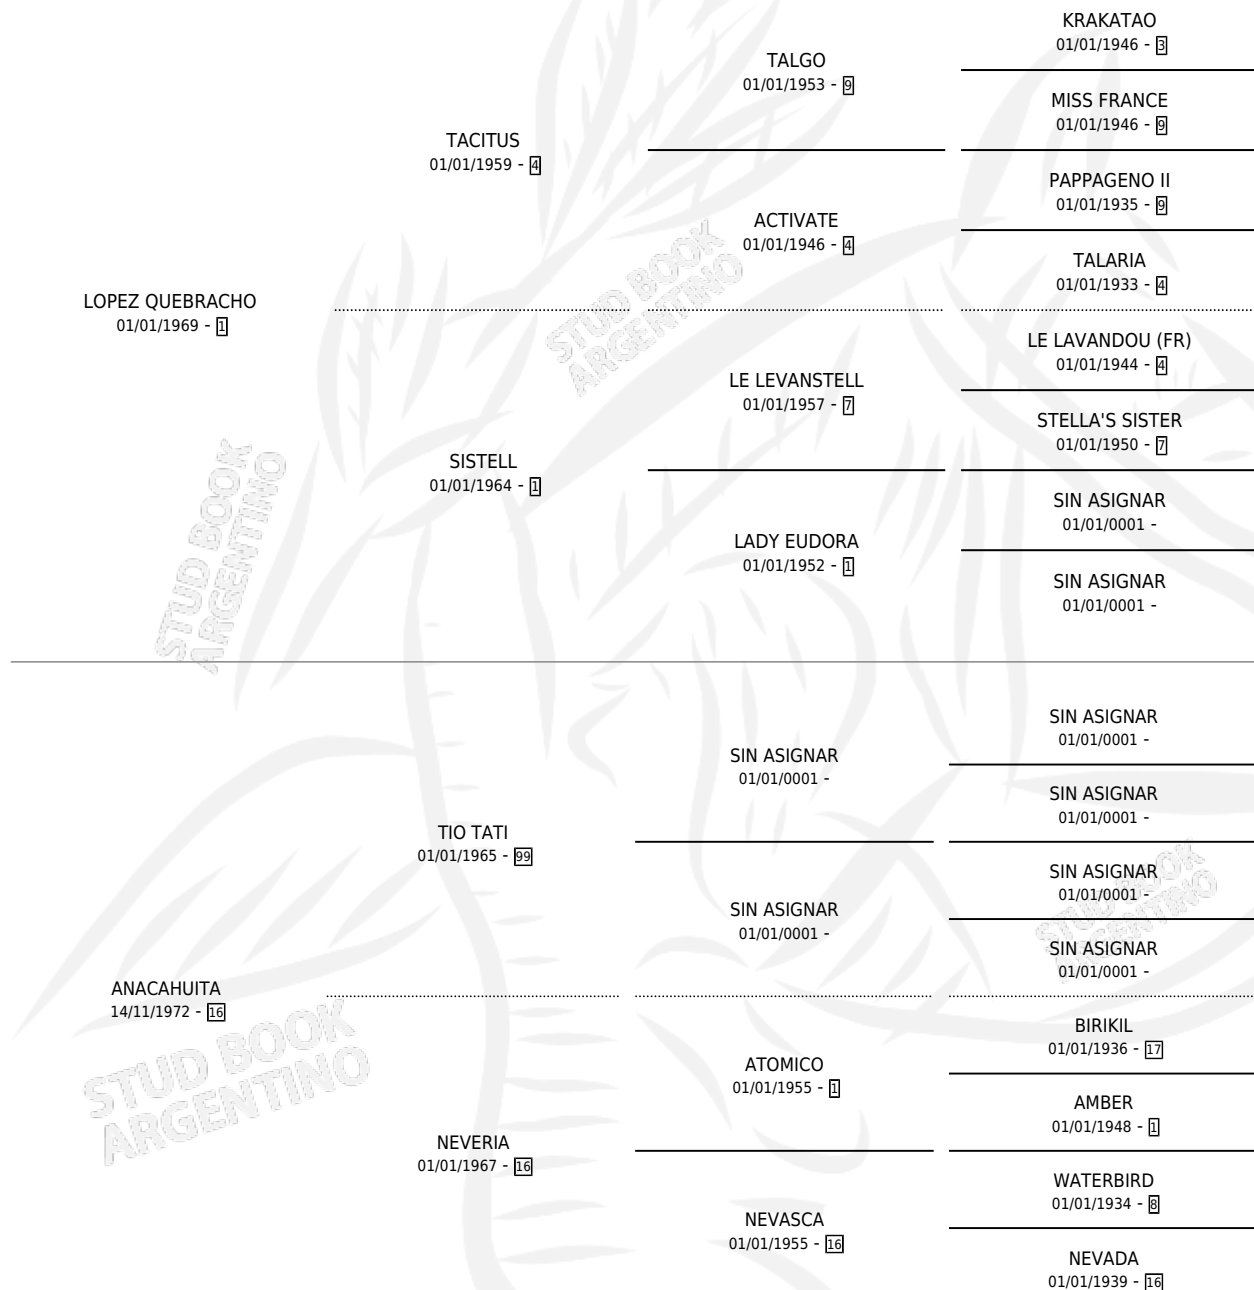 KRAKATAO
01/01/1946 - 3
TALGO
01/01/1953 - 9
MISS FRANCE
01/01/1946 - 9
TACITUS
01/01/1959 - 4
PAPPAGENO II
01/01/1935 - 9
ACTIVATE
01/01/1946 - 4
TALARIA
01/01/1933 - 4
LOPEZ QUEBRACHO
01/01/1969 - 1
LE LAVANDOU (FR)
01/01/1944 - 4
LE LEVANSTELL
01/01/1957 - 7
STELLA'S SISTER
01/01/1950 - 7
SISTELL
01/01/1964 - 1
SIN ASIGNAR
01/01/0001 -
LADY EUDORA
01/01/1952 - 1
SIN ASIGNAR
01/01/0001 -
STUD BOOK
ARGENTINO
STUD BOOK
ARGENTINO
SIN ASIGNAR
01/01/0001 -
SIN ASIGNAR
01/01/0001 -
SIN ASIGNAR
01/01/0001 -
TIO TATI
01/01/1965 - 99
SIN ASIGNAR
01/01/0001 -
SIN ASIGNAR
01/01/0001 -
SIN ASIGNAR
01/01/0001 -
STUD BOOK
ARGENTINO
ANACAHUITA
14/11/1972 - 16
BIRIKIL
01/01/1936 - 17
ATOMICO
01/01/1955 - 1
AMBER
01/01/1948 - 1
STUD BOOK
ARGENTINO
NEVERIA
01/01/1967 - 16
WATERBIRD
01/01/1934 - 8
NEVASCA
01/01/1955 - 16
NEVADA
01/01/1939 - 16